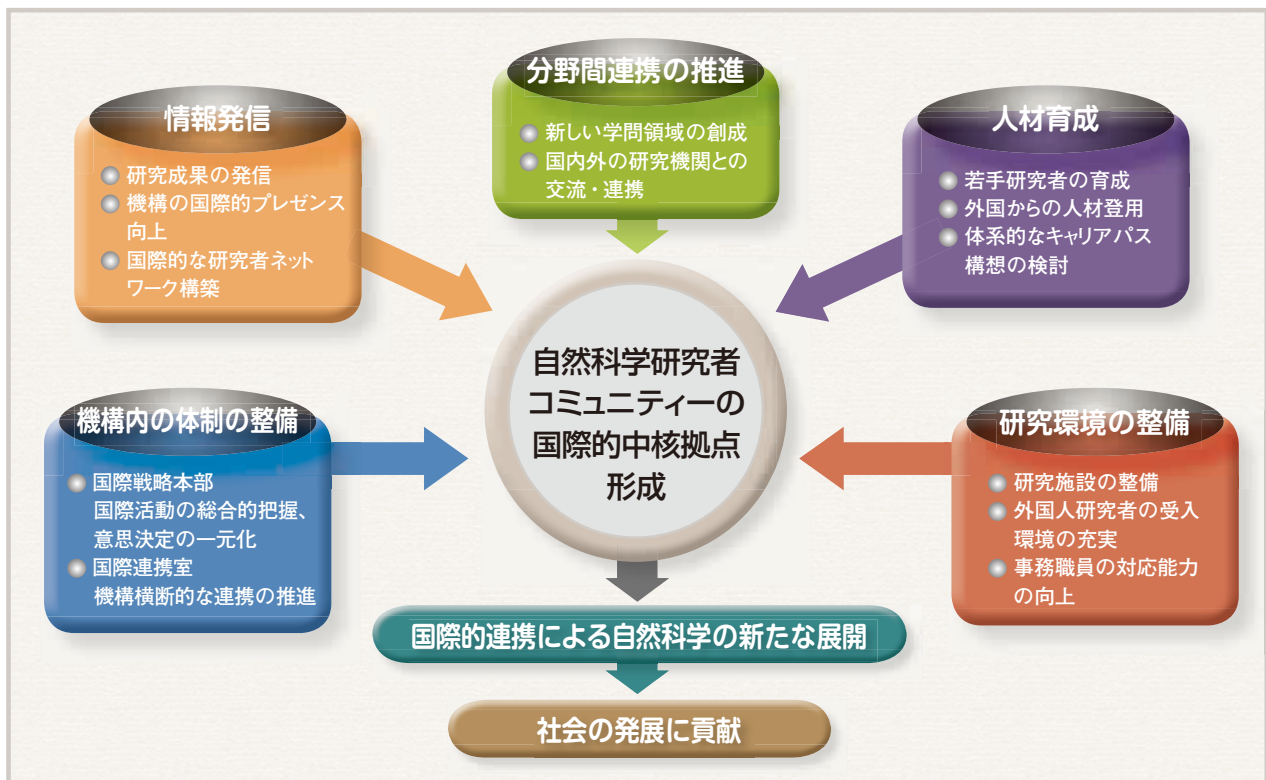 情報発信
研究成果の発信
機構の国際的プレゼンス
向上
国際的な研究者ネット
ワーク構築
分野間連携の推進
新しい学問領域の創成
国内外の研究機関との
交流・連携
人材育成
若手研究者の育成
外国からの人材登用
体系的なキャリアパス
構想の検討
機構内の体制の整備
国際戦略本部
国際活動の総合的把握、
意思決定の一元化
国際連携室
機構横断的な連携の推進
自然科学研究者
コミュニティーの
国際的中核拠点
形成
研究環境の整備
研究施設の整備
外国人研究者の受入
環境の充実
事務職員の対応能力
の向上
国際的連携による自然科学の新たな展開
社会の発展に貢献